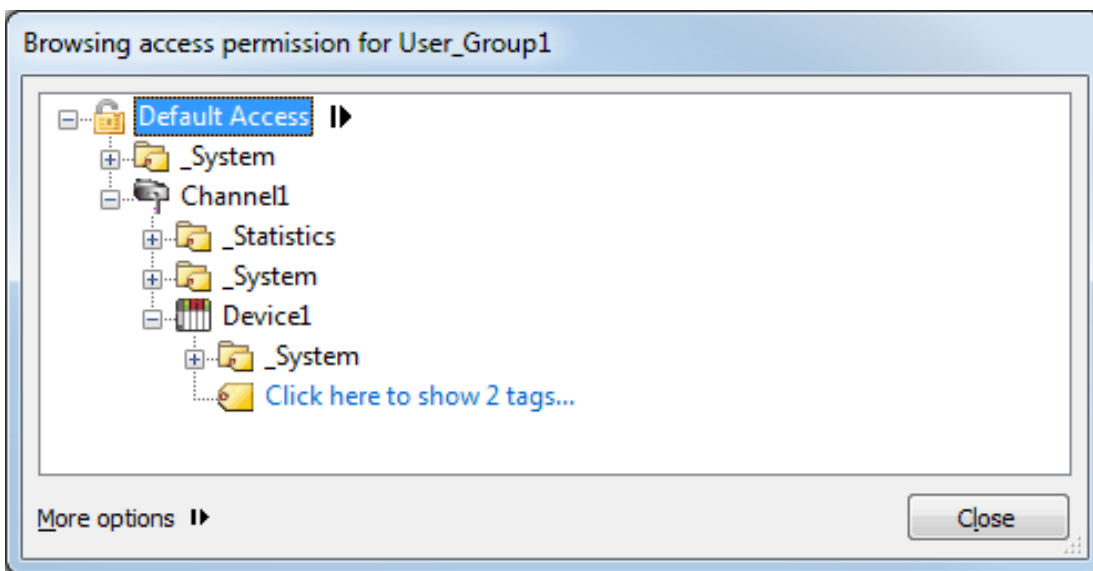 Browsing access permission for User_Group1
Default Access
_System
Channel1
_Statistics
_System
Device1
_System
Click here to show 2 tags...
More options
Close